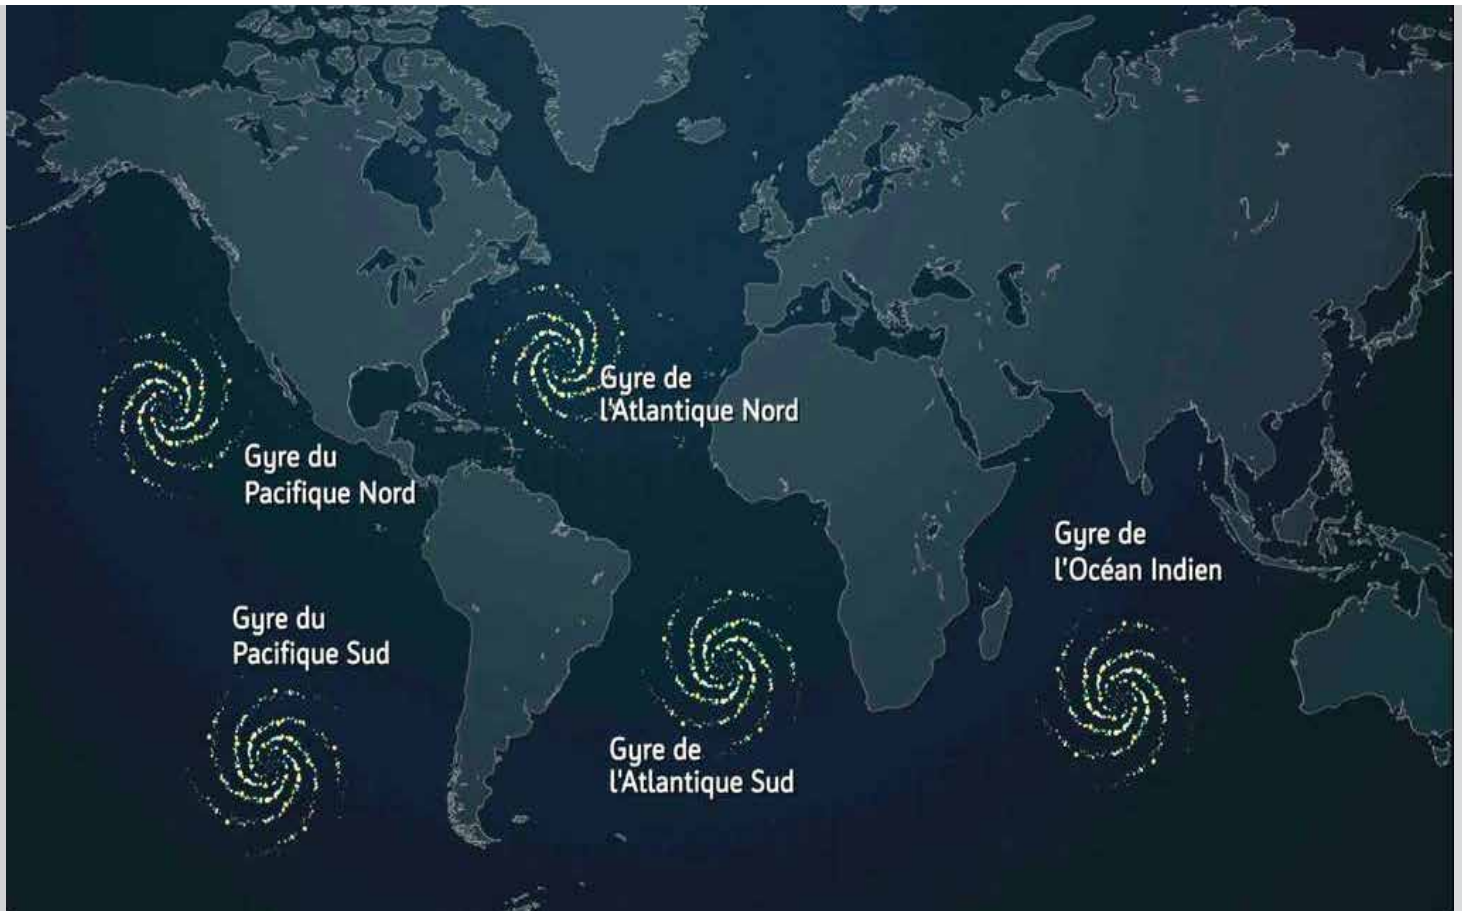 Gyre de
l'Atlantique Nord
Gyre du
Pacifique Nord
Gyre de
l'Océan Indien
Gyre du
Pacifique Sud
Gyre de
l'Atlantique Sud